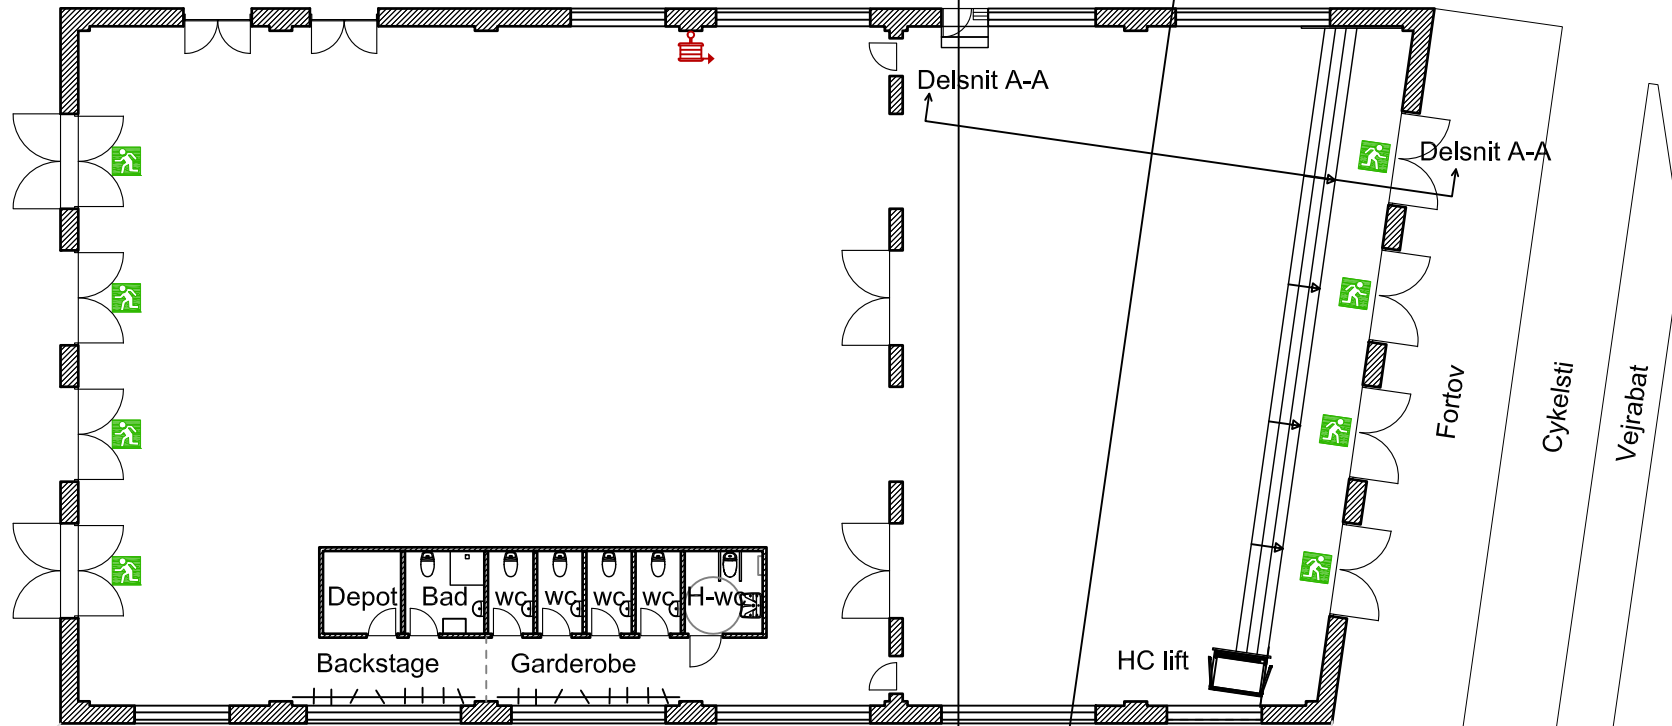 Delsnit A-A
Delsnit A-A
Fortov
Cykelsti
Vejrabat
Depot
Bad
wc
wc
wc
wc
H-wc
Backstage
Garderobe
HC lift